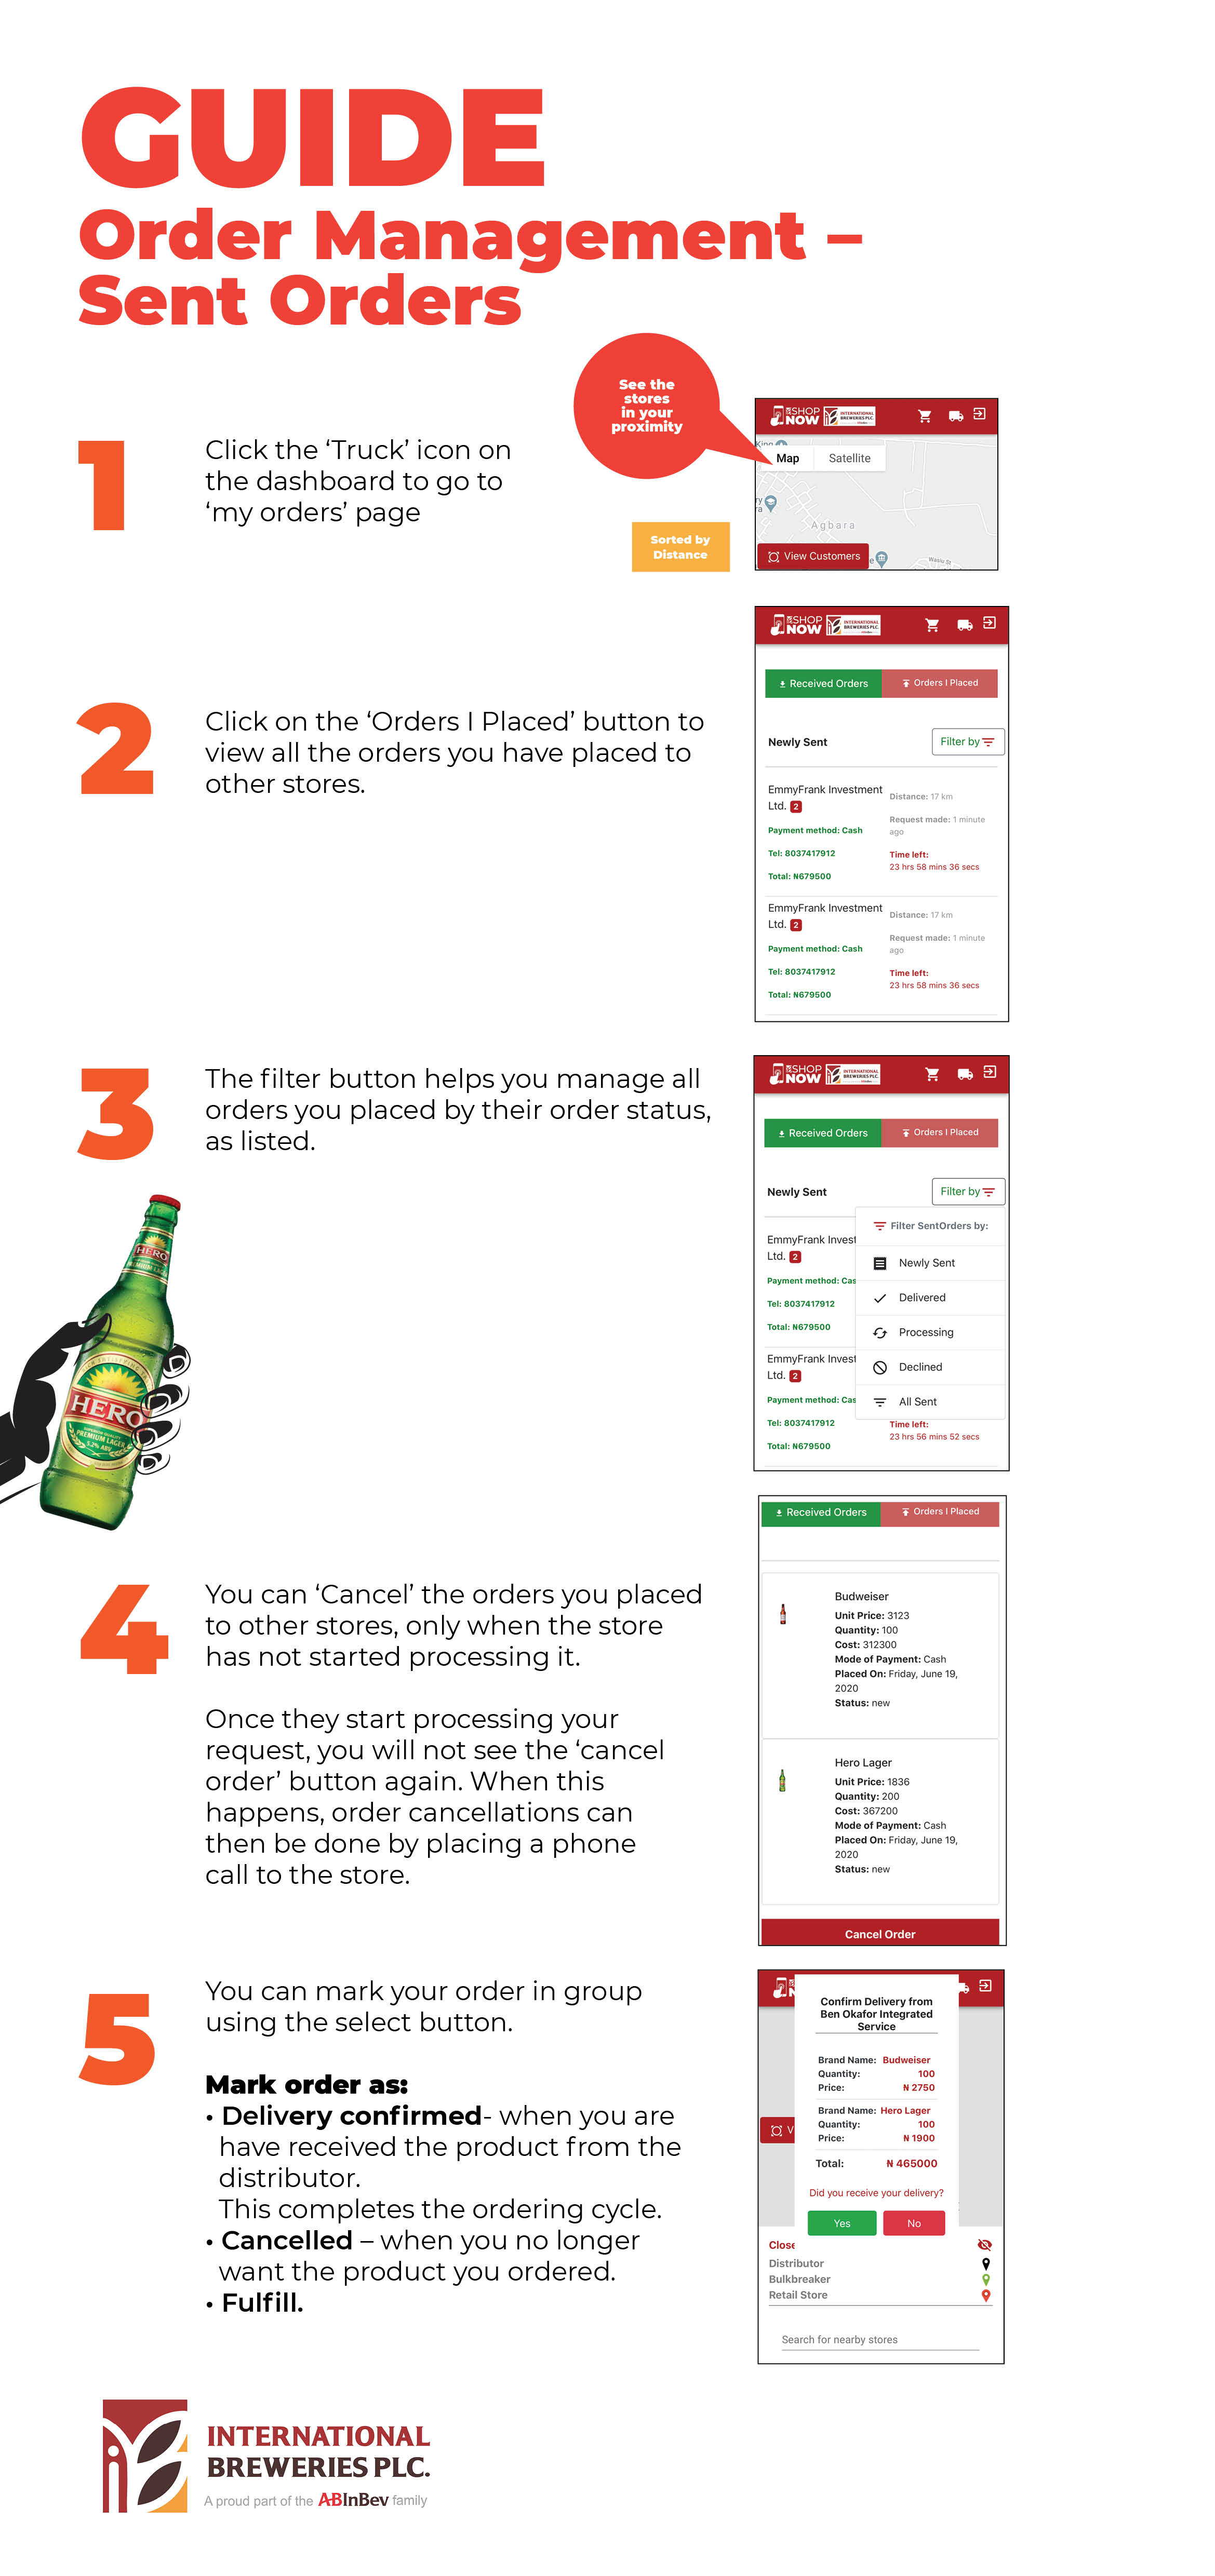 GUIDE
Order Management –
Sent Orders
See the
stores
in your
proximity
1
Click the ‘Truck’ icon on
the dashboard to go to
‘my orders’ page
Sorted by
Distance
SHOP
NOW
INTERNATIONAL
BREWERIES PLC.
Map
Satellite
Agbara
View Customers
2
Click on the ‘Orders I Placed’ button to
view all the orders you have placed to
other stores.
SHOP
NOW
INTERNATIONAL
BREWERIES PLC.
Received Orders
Orders I Placed
Newly Sent
Filter by
EmmyFrank Investment
Ltd. 2
Payment method: Cash
Tel: 8037417912
Total: ₦679500
Distance: 17 km
Request made: 1 minute
ago
Time left:
23 hrs 58 mins 36 secs
EmmyFrank Investment
Ltd. 2
Payment method: Cash
Tel: 8037417912
Total: ₦679500
Distance: 17 km
Request made: 1 minute
ago
Time left:
23 hrs 58 mins 36 secs
3
The filter button helps you manage all
orders you placed by their order status,
as listed.
SHOP
NOW
INTERNATIONAL
BREWERIES PLC.
Received Orders
Orders I Placed
Newly Sent
Filter by
EmmyFrank Invest
Ltd. 2
Payment method: Cas
Tel: 8037417912
Total: ₦679500
EmmyFrank Invest
Ltd. 2
Payment method: Cas
Tel: 8037417912
Total: ₦679500
Filter SentOrders by:
Newly Sent
Delivered
Processing
Declined
All Sent
Time left:
23 hrs 56 mins 52 secs
HERO
PREMIUM LAGER
HERO
PREMIUM LAGER
5.2% ABV
4
You can ‘Cancel’ the orders you placed
to other stores, only when the store
has not started processing it.
Once they start processing your
request, you will not see the ‘cancel
order’ button again. When this
happens, order cancellations can
then be done by placing a phone
call to the store.
Received Orders
Orders I Placed
Budweiser
Unit Price: 3123
Quantity: 100
Cost: 312300
Mode of Payment: Cash
Placed On: Friday, June 19,
2020
Status: new
Hero Lager
Unit Price: 1836
Quantity: 200
Cost: 367200
Mode of Payment: Cash
Placed On: Friday, June 19,
2020
Status: new
Cancel Order
5
You can mark your order in group
using the select button.
Mark order as:
• Delivery confirmed- when you are
have received the product from the
distributor.
This completes the ordering cycle.
• Cancelled – when you no longer
want the product you ordered.
• Fulfill.
Confirm Delivery from
Ben Okafor Integrated
Service
Brand Name: Budweiser
Quantity: 100
Price: ₦ 2750
Brand Name: Hero Lager
Quantity: 100
Price: ₦ 1900
Total: ₦ 465000
Did you receive your delivery?
Yes
No
V
Close
Distributor
Bulkbreaker
Retail Store
Search for nearby stores
INTERNATIONAL
BREWERIES PLC.
A proud part of the ABInBev family